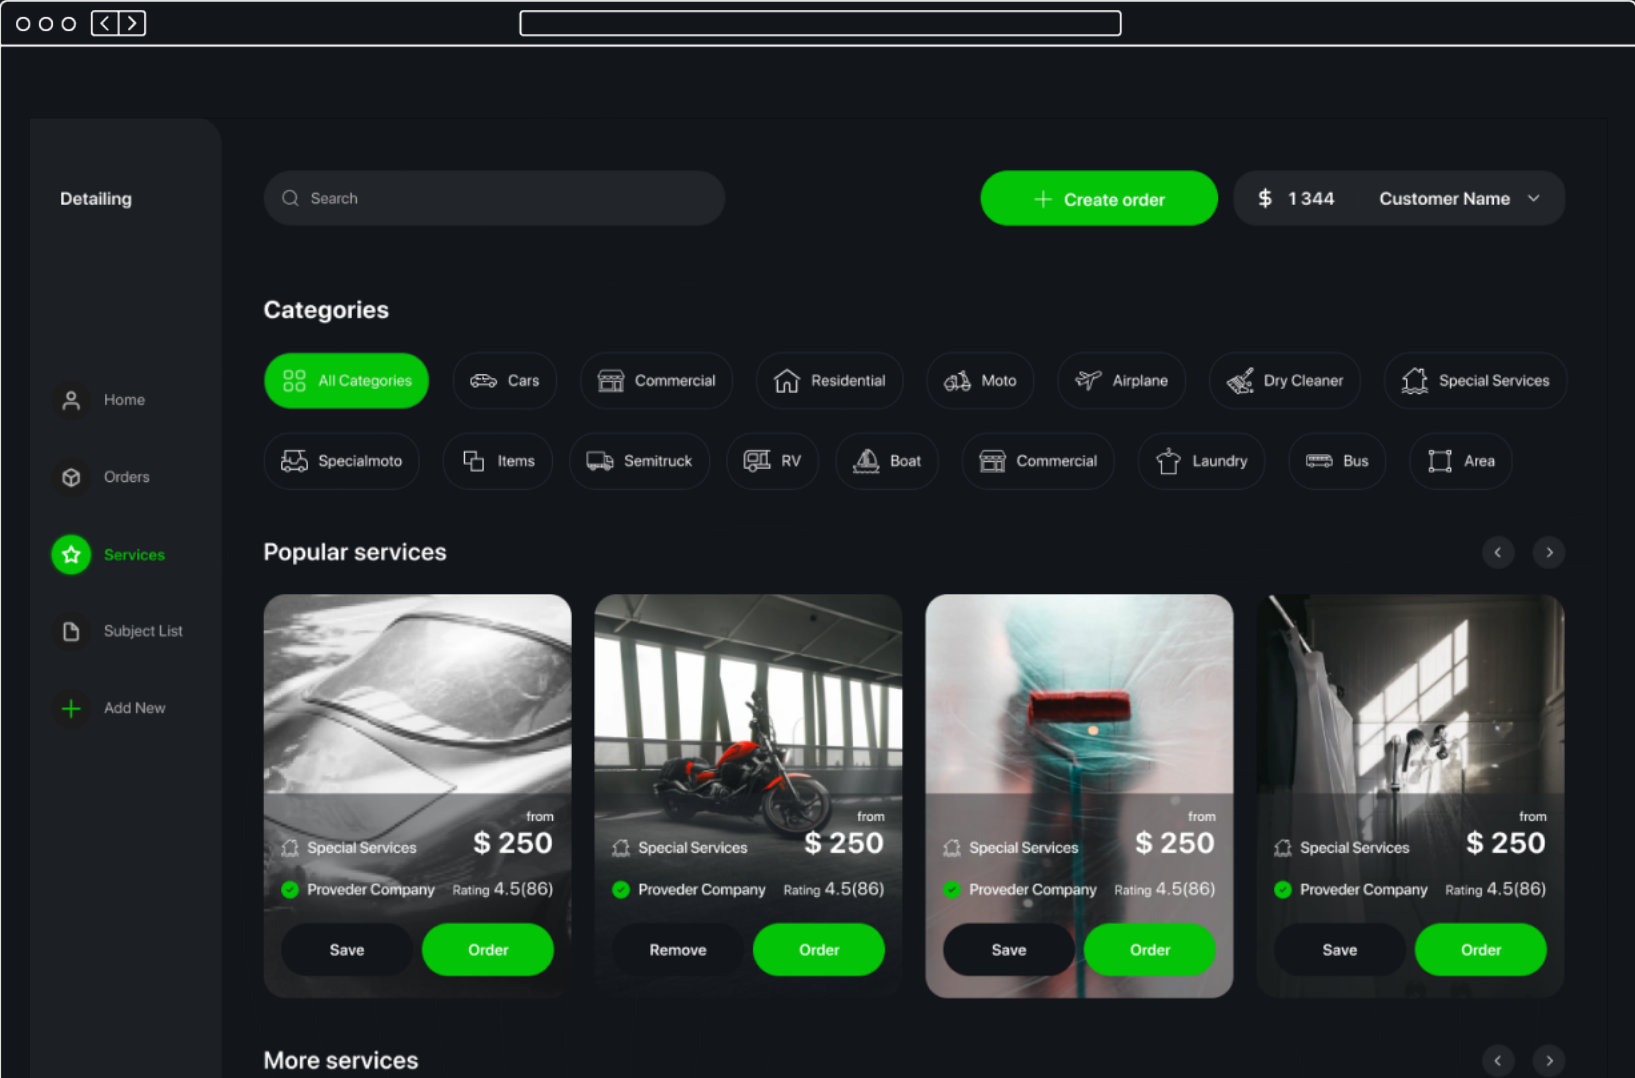 Detailing
Search
Create order
$ 1 344
Customer Name
Home
Orders
Services
Subject List
Add New
Categories
All Categories
Cars
Commercial
Residential
Moto
Airplane
Dry Cleaner
Special Services
Specialmoto
Items
Semitruck
RV
Boat
Commercial
Laundry
Bus
Area
Popular services
from
Special Services $ 250
Proveder Company Rating 4.5(86)
Save Order
from
Special Services $ 250
Proveder Company Rating 4.5(86)
Remove Order
from
Special Services $ 250
Proveder Company Rating 4.5(86)
Save Order
from
Special Services $ 250
Proveder Company Rating 4.5(86)
Save Order
More services